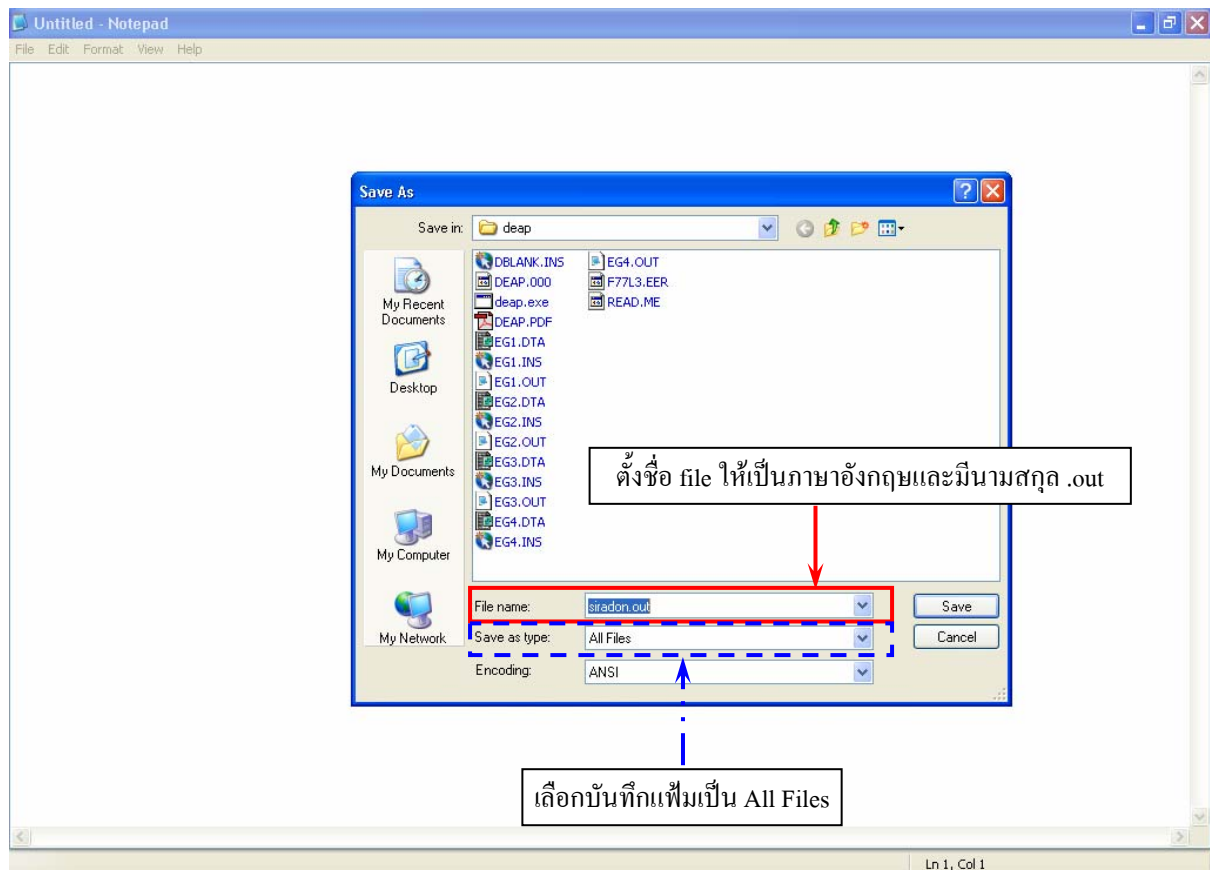 Untitled - Notepad
File Edit Format View Help
Save As
Save in: deap
My Recent Documents
Desktop
My Documents
My Computer
My Network
DBLANK.INS
DEAP.000
deap.exe
DEAP.PDF
EG1.DTA
EG1.INS
EG1.OUT
EG2.DTA
EG2.INS
EG2.OUT
EG3.DTA
EG3.INS
EG3.OUT
EG4.DTA
EG4.INS
EG4.OUT
F77L3.EER
READ.ME
ตั้งชื่อ file ให้เป็นภาษาอังกฤษและมีนามสกุล .out
File name: siradon.out Save
Save as type: All Files Cancel
Encoding: ANSI
เลือกบันทึกแฟ้มเป็น All Files
Ln 1, Col 1